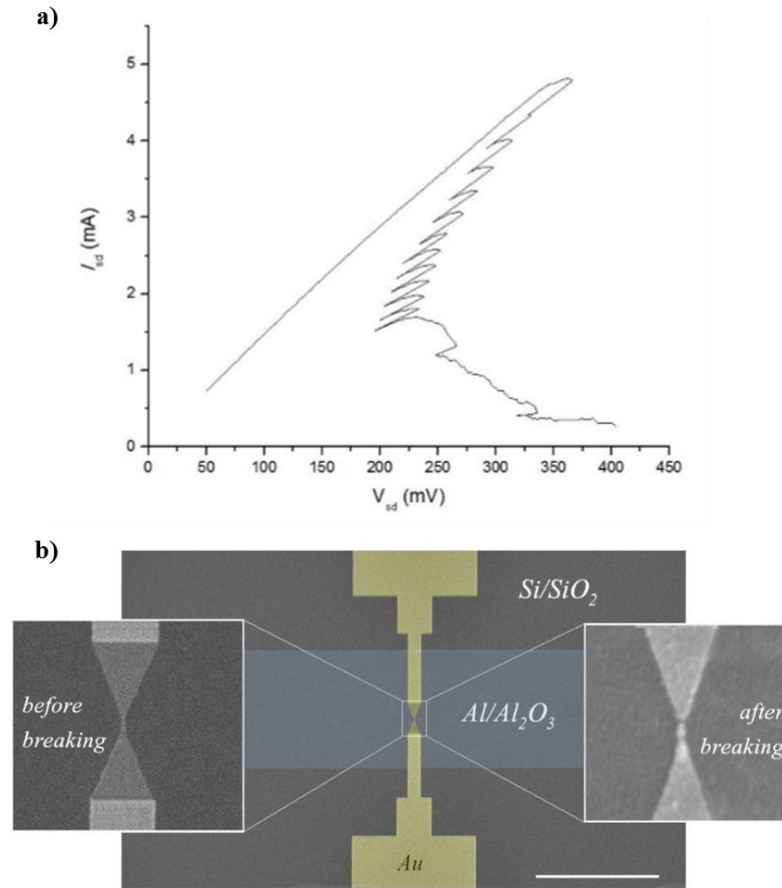 a)
5
4
3
2
1
0
I_sd (mA)
0 50 100 150 200 250 300 350 400 450
V_sd (mV)
b)
Si/SiO₂
before
breaking
Al/Al₂O₃
after
breaking
Au